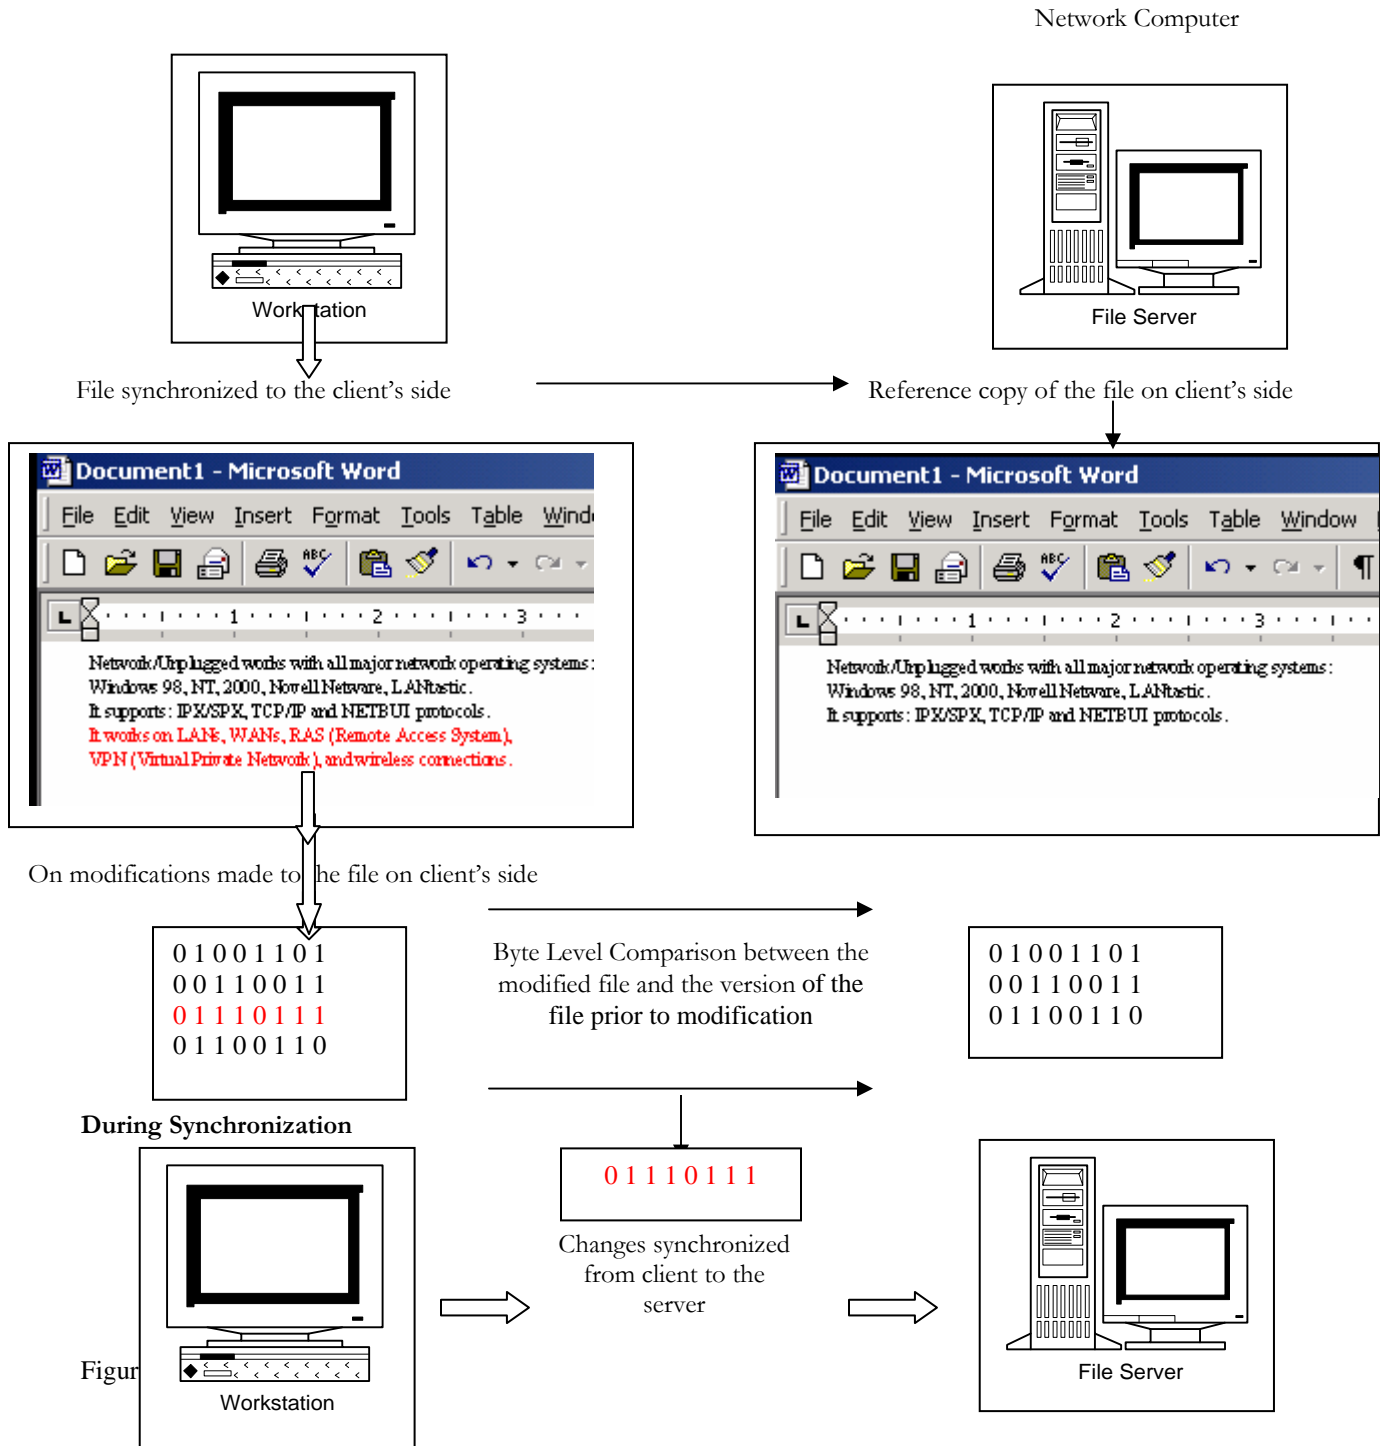 Network Computer
Workstation
File Server
File synchronized to the client's side
Reference copy of the file on client's side
Document1 - Microsoft Word
File Edit View Insert Format Tools Table Wind
1 2 3
Network/Unplugged works with all major network operating systems:
Windows 98, NT, 2000, Novell Netware, LANtastic.
It supports: IPX/SPX, TCP/IP and NETBUI protocols.
It works on LANs, WANs, RAS (Remote Access System),
VPN (Virtual Private Network), and wireless connections.
Document1 - Microsoft Word
File Edit View Insert Format Tools Table Window
1 2 3
Network/Unplugged works with all major network operating systems:
Windows 98, NT, 2000, Novell Netware, LANtastic.
It supports: IPX/SPX, TCP/IP and NETBUI protocols.
On modifications made to the file on client's side
0 1 0 0 1 1 0 1
0 0 1 1 0 0 1 1
0 1 1 1 0 1 1 1
0 1 1 0 0 1 1 0
Byte Level Comparison between the
modified file and the version of the
file prior to modification
0 1 0 0 1 1 0 1
0 0 1 1 0 0 1 1
0 1 1 0 0 1 1 0
During Synchronization
0 1 1 1 0 1 1 1
Changes synchronized
from client to the
server
Figur
Workstation
File Server